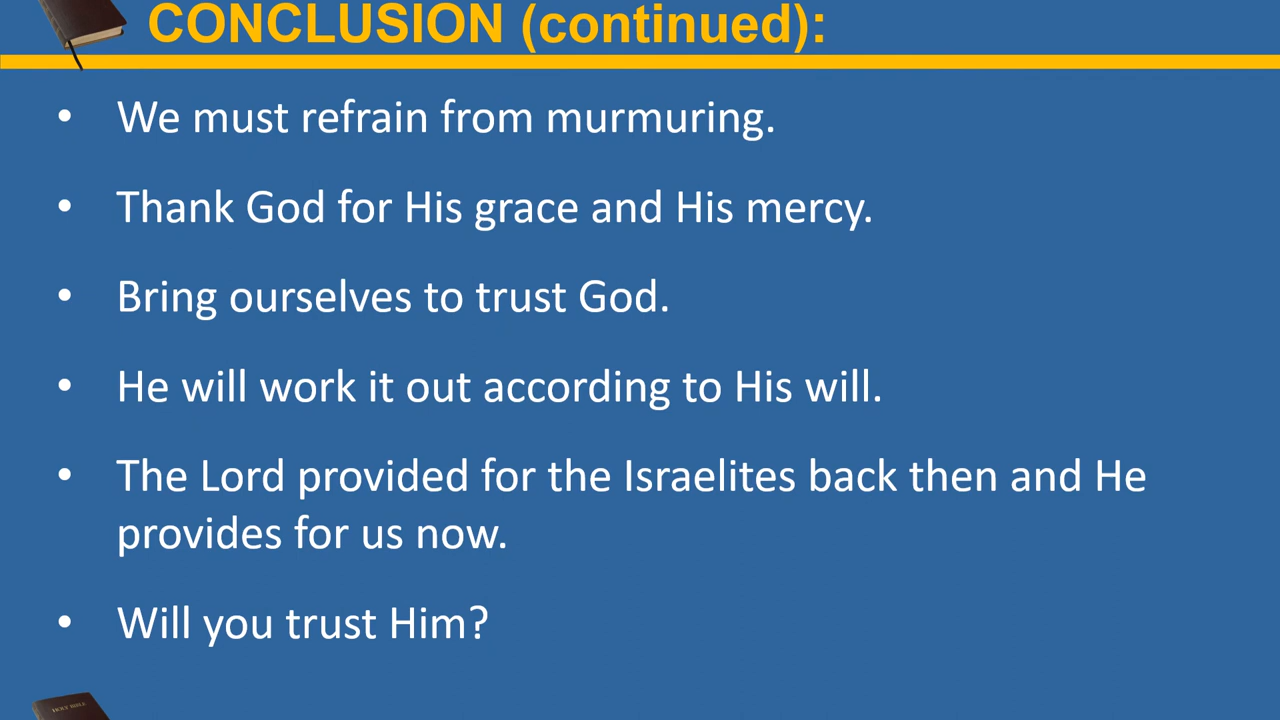 CONCLUSION (continued):
• We must refrain from murmuring.
• Thank God for His grace and His mercy.
• Bring ourselves to trust God.
• He will work it out according to His will.
• The Lord provided for the Israelites back then and He
provides for us now.
• Will you trust Him?
HOLY BIBLE